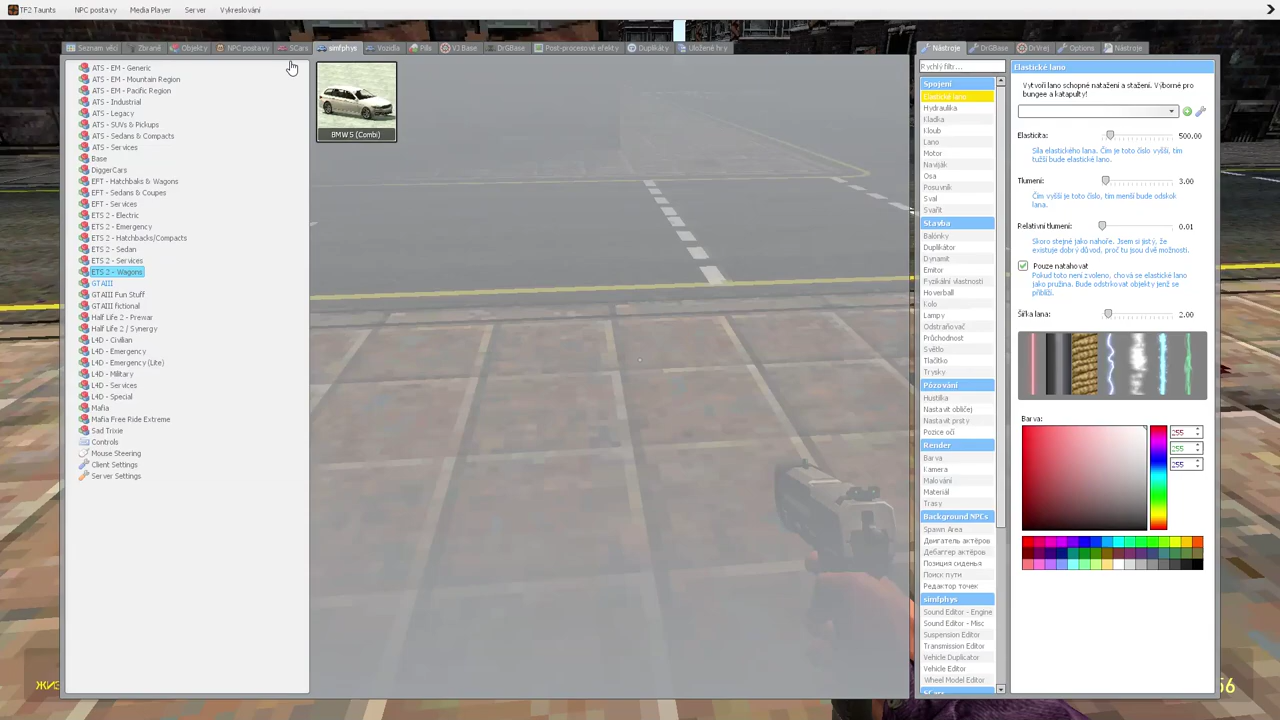 TF2 Taunts
NPC postavy
Media Player
Server
Vykreslování
Seznam věcí
Zbraně
Objekty
NPC postavy
SCars
simfphys
Vozidla
Pills
VJ Base
DrGBase
Post-procesové efekty
Duplikáty
Uložené hry
ATS - EM - Generic
ATS - EM - Mountain Region
ATS - EM - Pacific Region
ATS - Industrial
ATS - Legacy
ATS - SUVs & Pickups
ATS - Sedans & Compacts
ATS - Services
Base
DiggerCars
EFT - Hatchbaks & Wagons
EFT - Sedans & Coupes
EFT - Services
ETS 2 - Electric
ETS 2 - Emergency
ETS 2 - Hatchbacks/Compacts
ETS 2 - Sedan
ETS 2 - Services
ETS 2 - Wagons
GTAIII
GTAIII Fun Stuff
GTAIII fictional
Half Life 2 - Prewar
Half Life 2 / Synergy
L4D - Civilian
L4D - Emergency
L4D - Emergency (Lite)
L4D - Military
L4D - Services
L4D - Special
Mafia
Mafia Free Ride Extreme
Sad Trixie
Controls
Mouse Steering
Client Settings
Server Settings
BMW 5 (Combi)
Nástroje
DrGBase
DrVrej
Options
Nástroje
Rychlý filtr...
Spojení
Elastické lano
Hydraulika
Kladka
Kloub
Lano
Motor
Naviják
Osa
Posuvník
Sval
Svařit
Stavba
Balónky
Duplikátor
Dynamit
Emitor
Fyzikální vlastnosti
Hoverball
Kolo
Lampy
Odstraňovač
Průchodnost
Světlo
Tlačítko
Trysky
Pózování
Hustilka
Nastavit obličej
Nastavit prsty
Pozice očí
Render
Barva
Kamera
Malování
Materiál
Trasy
Background NPCs
Spawn Area
Двигатель актёров
Дебаггер актёров
Позиция сиденья
Поиск пути
Редактор точек
simfphys
Sound Editor - Engine
Sound Editor - Misc
Suspension Editor
Transmission Editor
Vehicle Duplicator
Vehicle Editor
Wheel Model Editor
SCars
Elastické lano
Vytvoří lano schopné natažení a stažení. Výborné pro
bungee a katapulty!
Elasticita:
500.00
Síla elastického lana. Čím je toto číslo vyšší, tím
tužší bude elastické lano.
Tlumení:
3.00
Čím vyšší je toto číslo, tím menší bude odskok
lana.
Relativní tlumení:
0.01
Skoro stejné jako nahoře. Jsem si jistý, že
existuje dobrý důvod, proč tu jsou dvě možnosti.
Pouze natahovat
Pokud toto není zvoleno, chová se elastické lano
jako pružina. Bude odstrkovat objekty jenž se
přiblíží.
Šířka lana:
2.00
Barva:
255
255
255